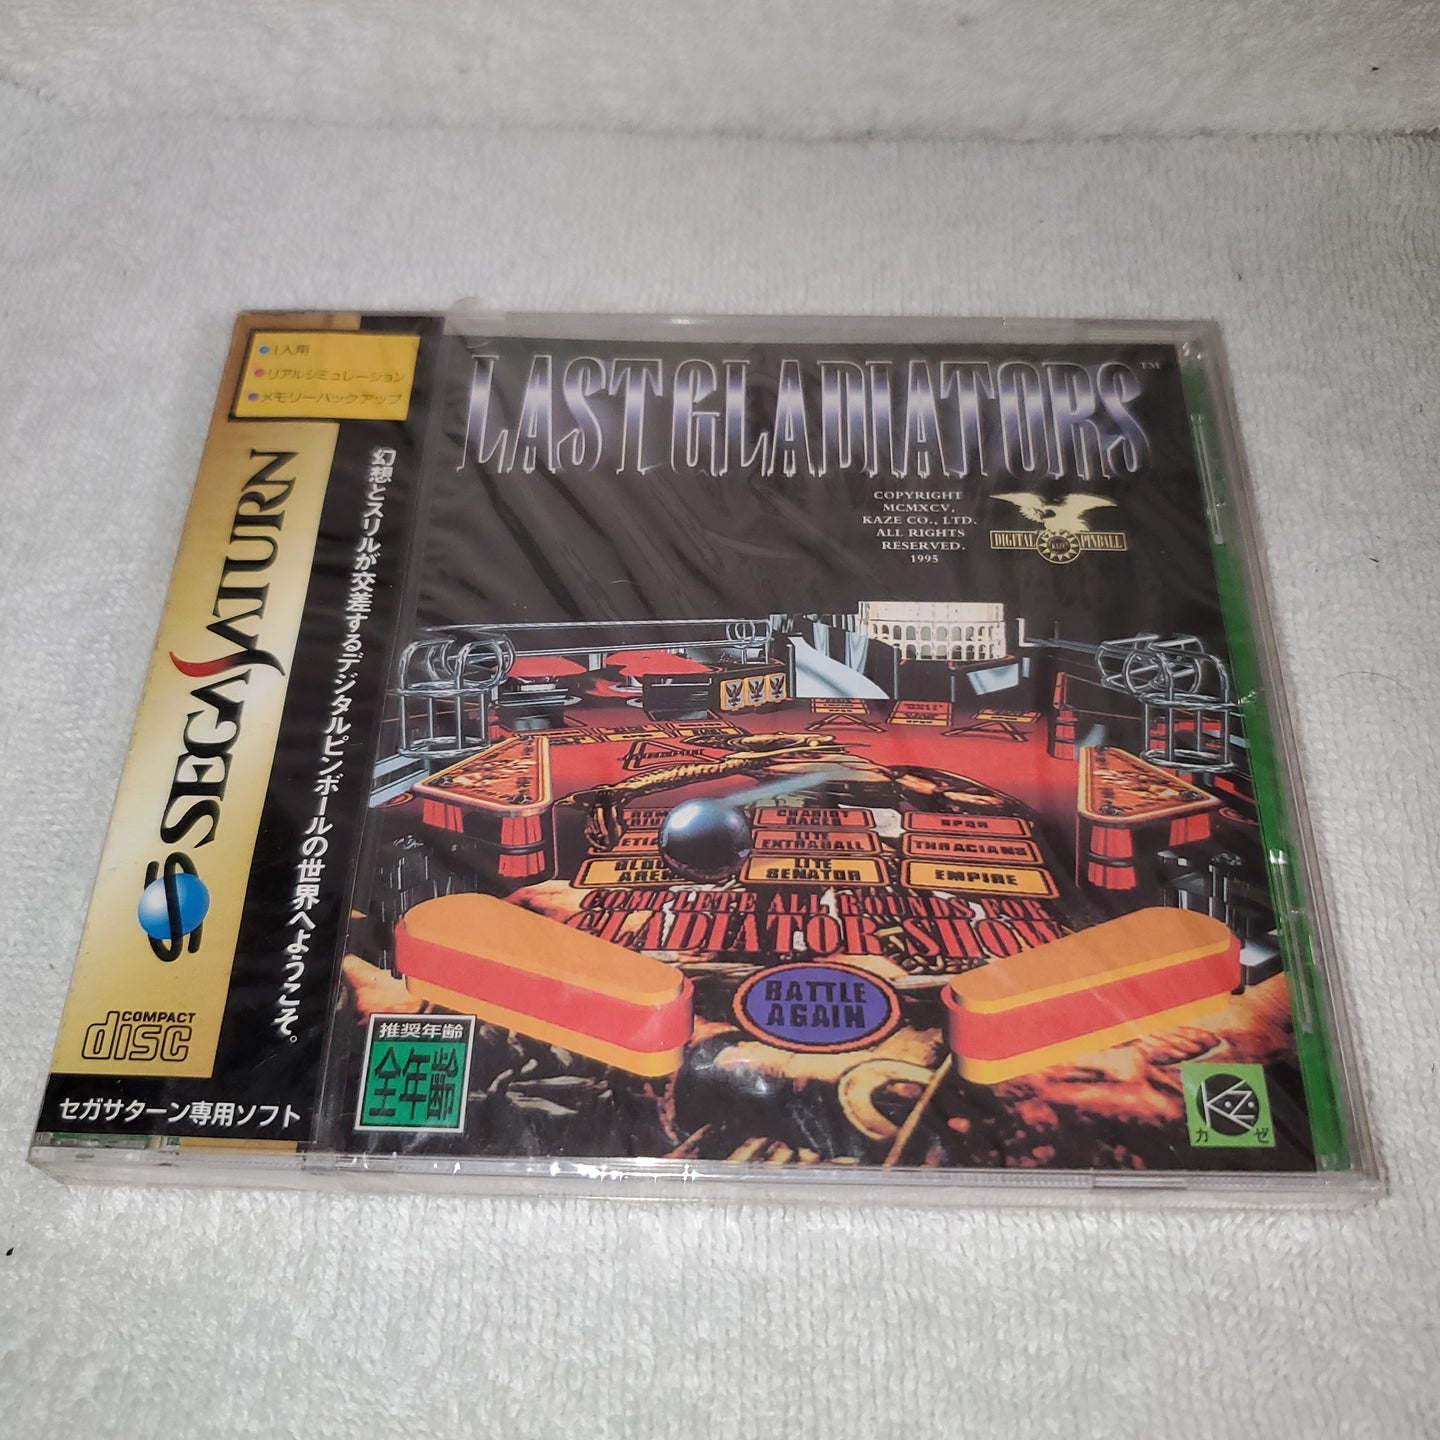 1人用
リアルシミュレーション
メモリーバックアップ
SEGA SATURN
幻想とスリルが交差するデジタルピンボールの世界へようこそ。
COMPACT
disc
セガサターン専用ソフト
LAST GLADIATORS™
COPYRIGHT
MCMXCV.
KAZE CO., LTD.
ALL RIGHTS
RESERVED.
1995
DIGITAL PINBALL
CHARIOT
RACER
SPQR
LITE
EXTRABALL
THRACIANS
LITE
SENATOR
EMPIRE
COMPLETE ALL ROUNDS FOR
GLADIATOR SHOW
BATTLE
AGAIN
推奨年齢
全年齢
KAZe
カゼ